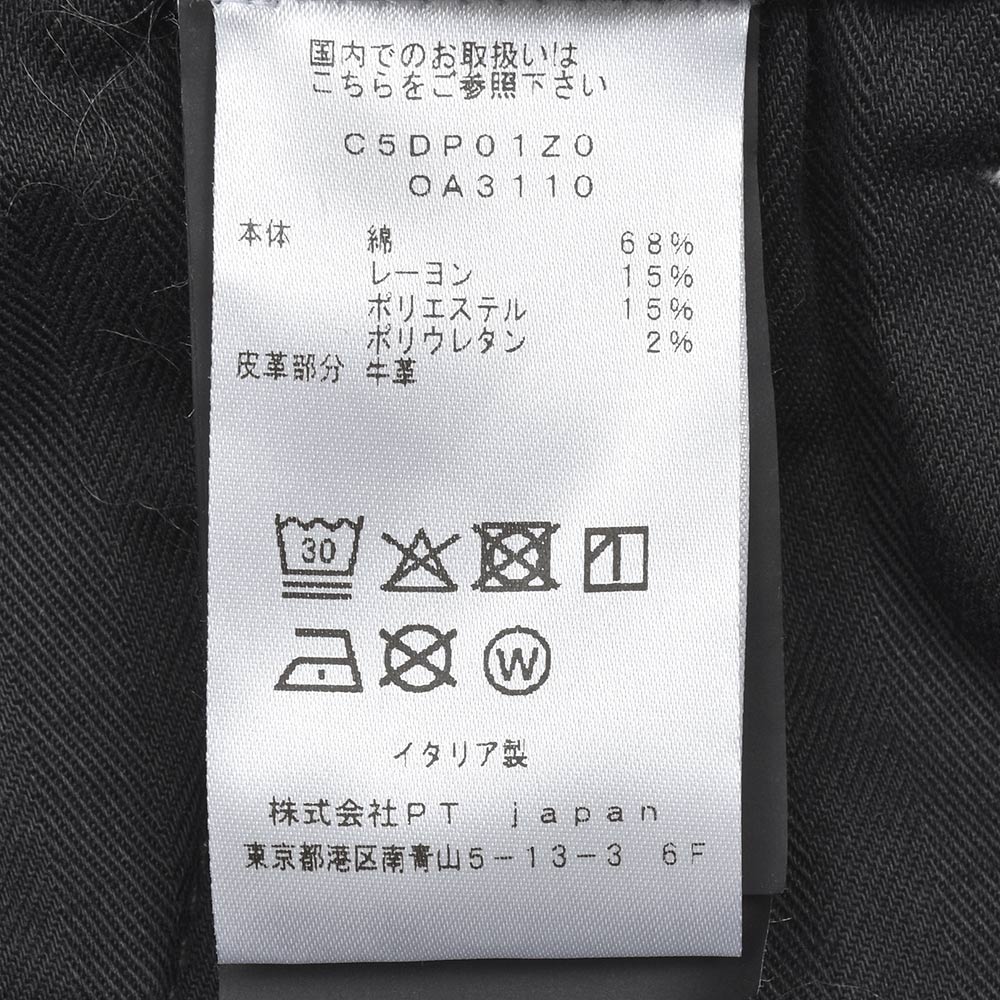 国内でのお取扱いは
こちらをご参照下さい
C5DP01Z0
OA3110
本体 綿 68%
レーヨン 15%
ポリエステル 15%
ポリウレタン 2%
皮革部分 牛革
30
W
イタリア製
株式会社PT japan
東京都港区南青山5-13-3 6F